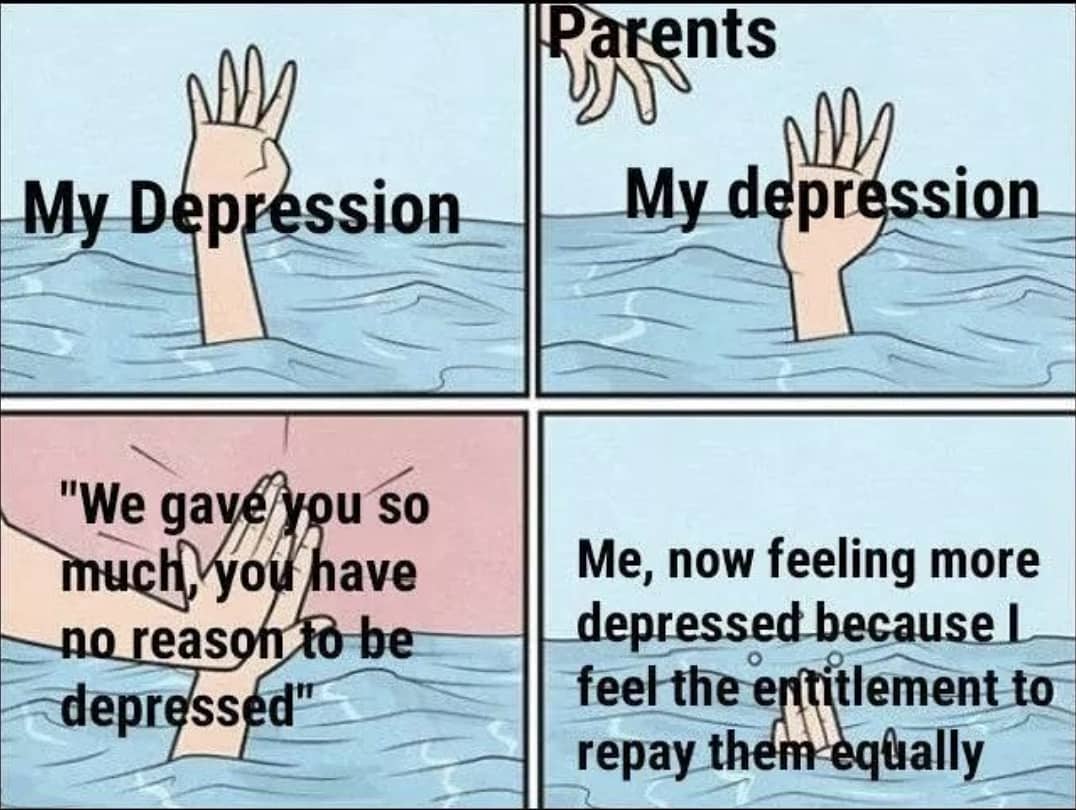 My Depression
Parents
My depression
"We gave you so
much, you have
no reason to be
depressed"
Me, now feeling more
depressed because I
feel the entitlement to
repay them equally